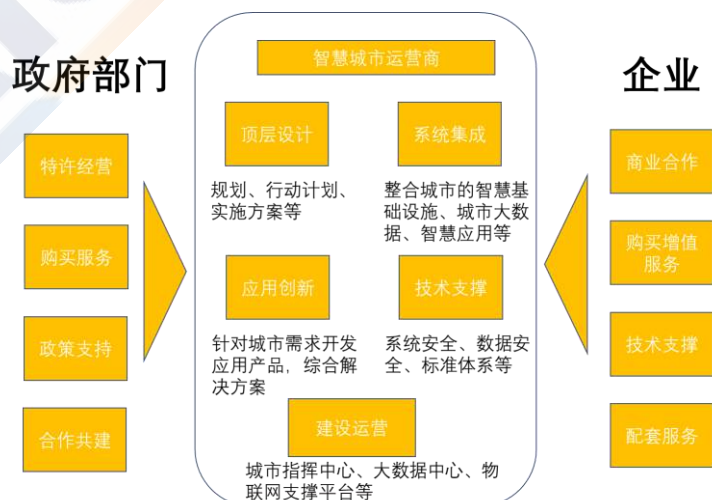 政府部门
特许经营
购买服务
政策支持
合作共建
智慧城市运营商
顶层设计
规划、行动计划、
实施方案等
系统集成
整合城市的智慧基
础设施、城市大数
据、智慧应用等
应用创新
针对城市需求开发
应用产品，综合解
决方案
技术支撑
系统安全、数据安
全、标准体系等
建设运营
城市指挥中心、大数据中心、物
联网支撑平台等
企业
商业合作
购买增值
服务
技术支撑
配套服务